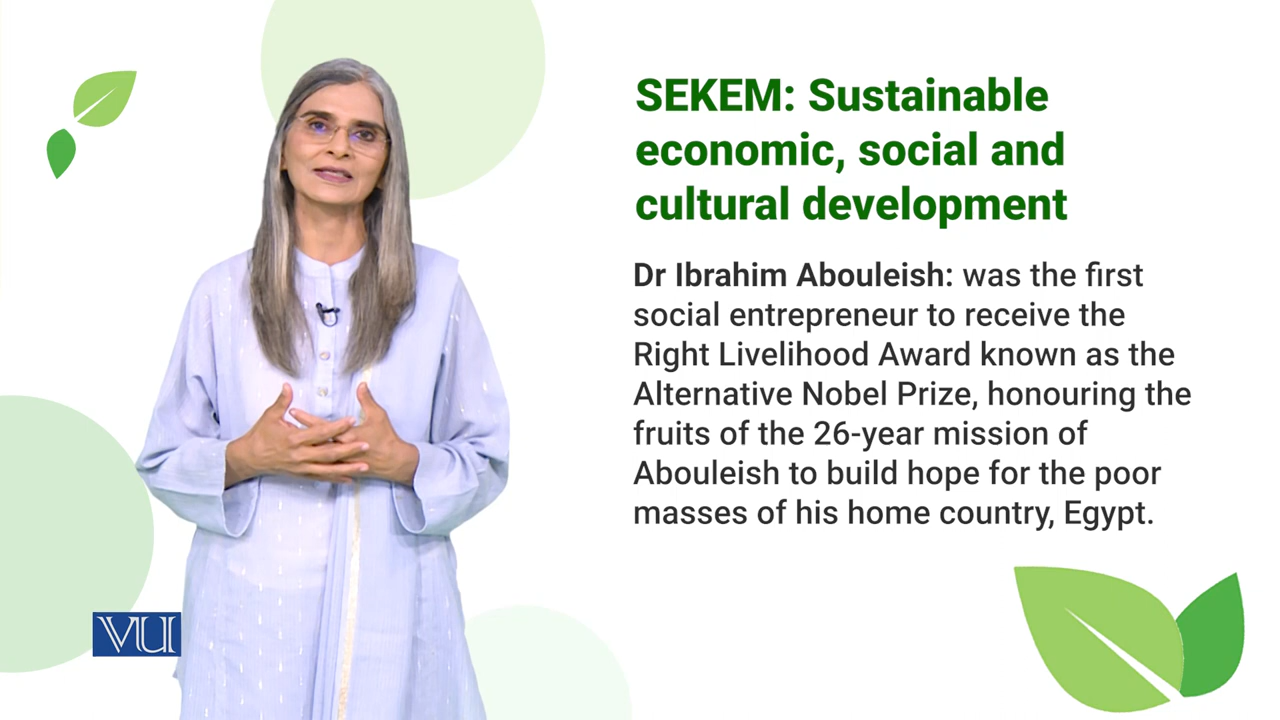 SEKEM: Sustainable
economic, social and
cultural development
Dr Ibrahim Abouleish: was the first
social entrepreneur to receive the
Right Livelihood Award known as the
Alternative Nobel Prize, honouring the
fruits of the 26-year mission of
Abouleish to build hope for the poor
masses of his home country, Egypt.
VU